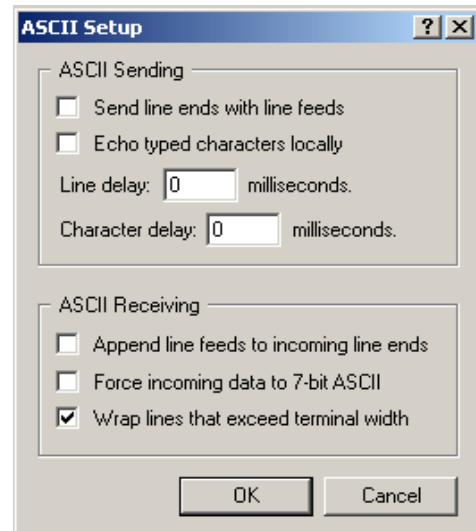 ASCII Setup
ASCII Sending
Send line ends with line feeds
Echo typed characters locally
Line delay: 0 milliseconds.
Character delay: 0 milliseconds.
ASCII Receiving
Append line feeds to incoming line ends
Force incoming data to 7-bit ASCII
Wrap lines that exceed terminal width
OK Cancel